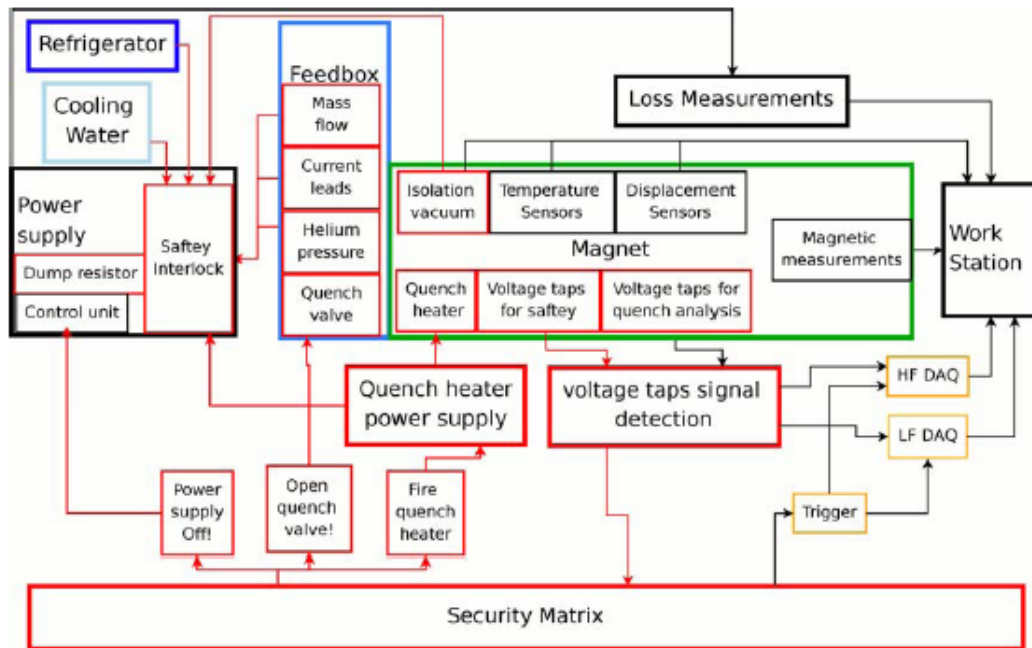 Refrigerator
Cooling
Water
Feedbox
Mass
flow
Current
leads
Helium
pressure
Quench
valve
Loss Measurements
Power
supply
Saftey
Interlock
Dump resistor
Control unit
Isolation
vacuum
Temperature
Sensors
Displacement
Sensors
Magnet
Magnetic
measurements
Work
Station
Quench
heater
Voltage taps
for saftey
Voltage taps for
quench analysis
Quench heater
power supply
voltage taps signal
detection
HF DAQ
LF DAQ
Trigger
Power
supply
Off!
Open
quench
valve!
Fire
quench
heater
Security Matrix